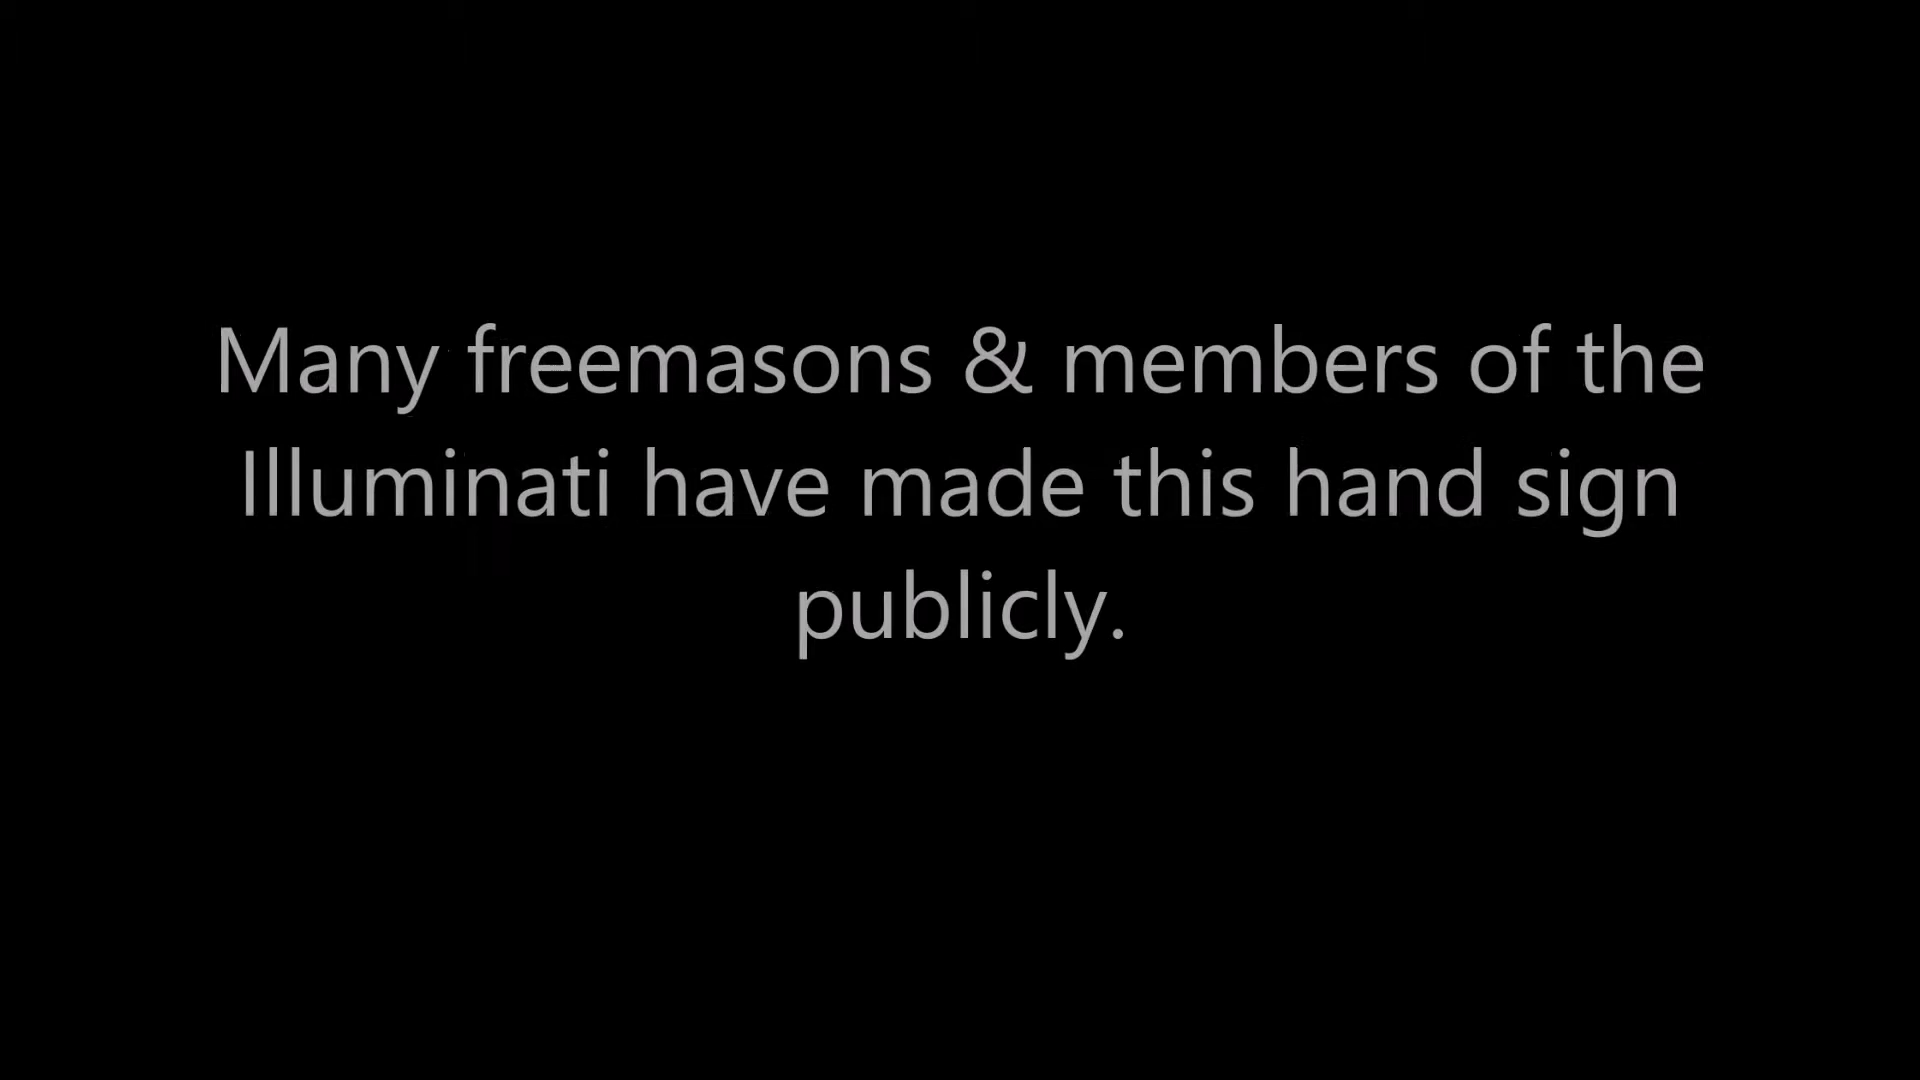 Many freemasons & members of the
Illuminati have made this hand sign
publicly.